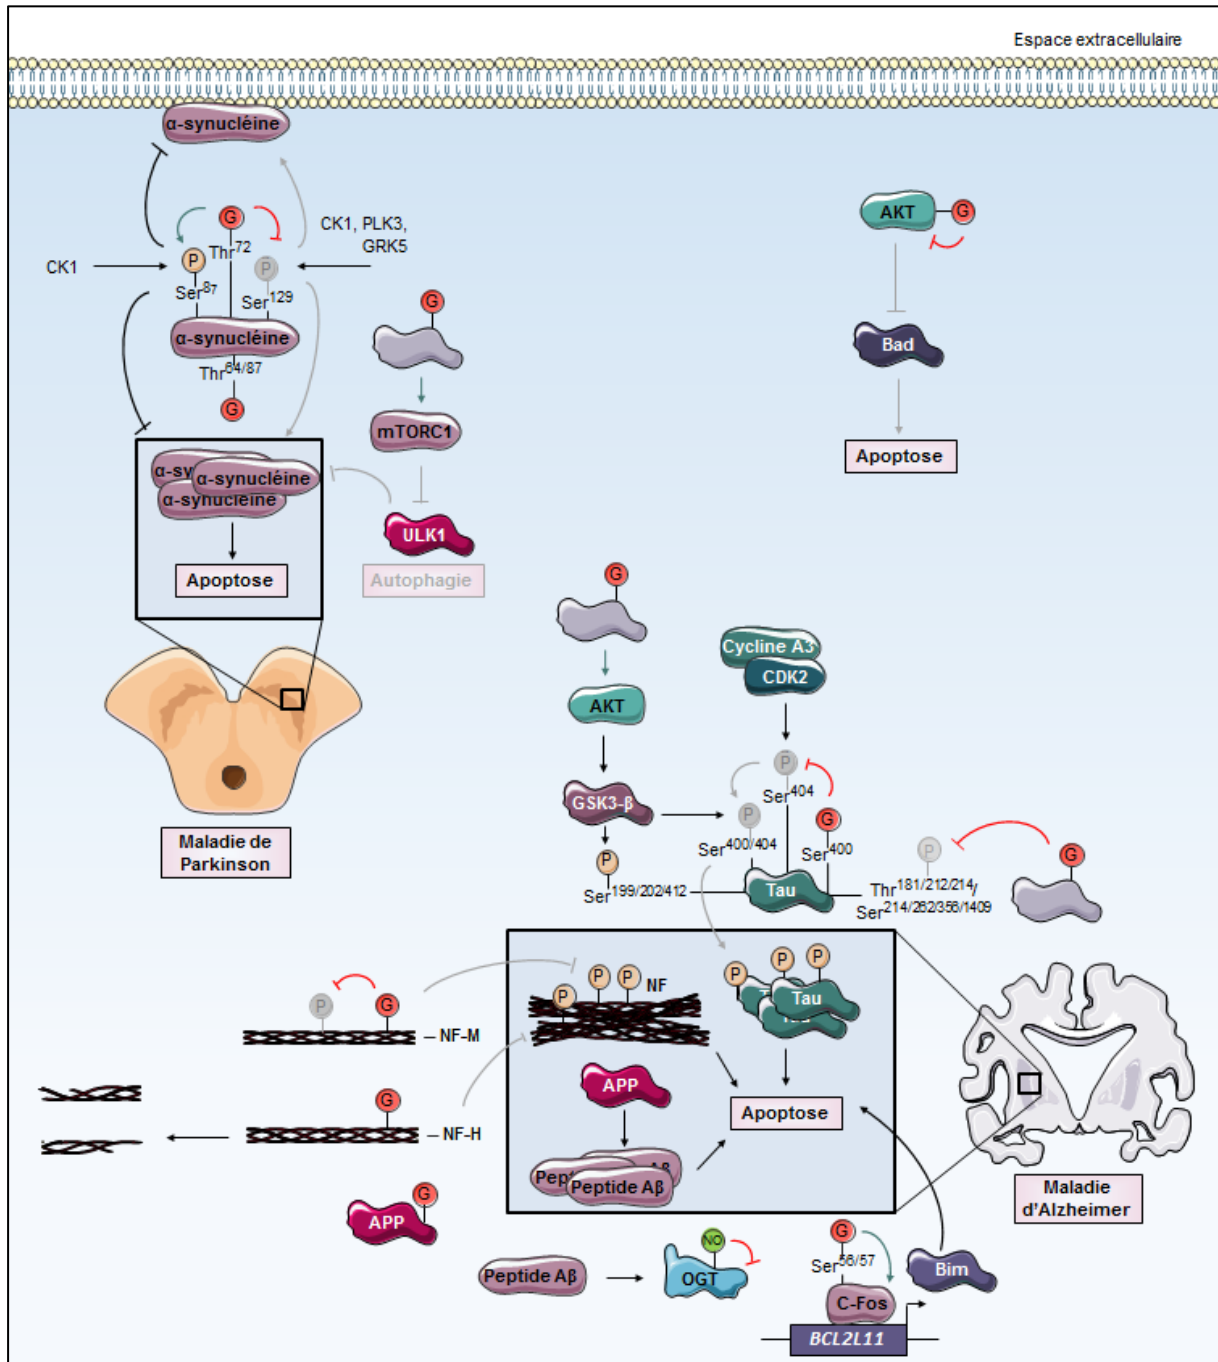 Espace extracellulaire
α-synucléine
G
CK1, PLK3,
GRK5
AKT
G
Thr72
CK1
P
P
Ser87
Ser129
G
α-synucléine
Bad
Thr64/87
G
mTORC1
Apoptose
α-sy
α-synucléine
α-synucléine
ULK1
Apoptose
Autophagie
G
Cycline A3
CDK2
AKT
P
Ser404
GSK3-β
P
G
Maladie de
Parkinson
Ser400/404
Ser400
P
G
P
Ser199/202/412
Tau
Thr181/212/214/
Ser214/262/356/1409
P
P
P
P
P
P
NF
P
G
Tau
NF-M
APP
G
Apoptose
NF-H
Pept
Aβ
Peptide Aβ
G
APP
Maladie
d'Alzheimer
NO
G
Ser56/57
Peptide Aβ
OGT
Bim
C-Fos
BCL2L11